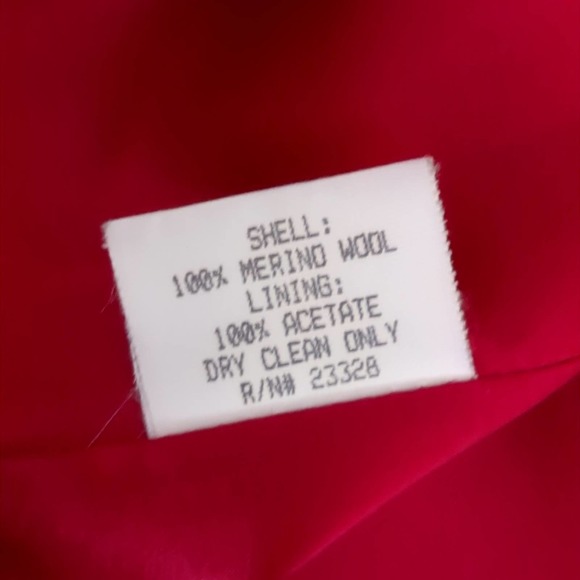 SHELL:
100% MERINO WOOL
LINING:
100% ACETATE
DRY CLEAN ONLY
R/N# 23328